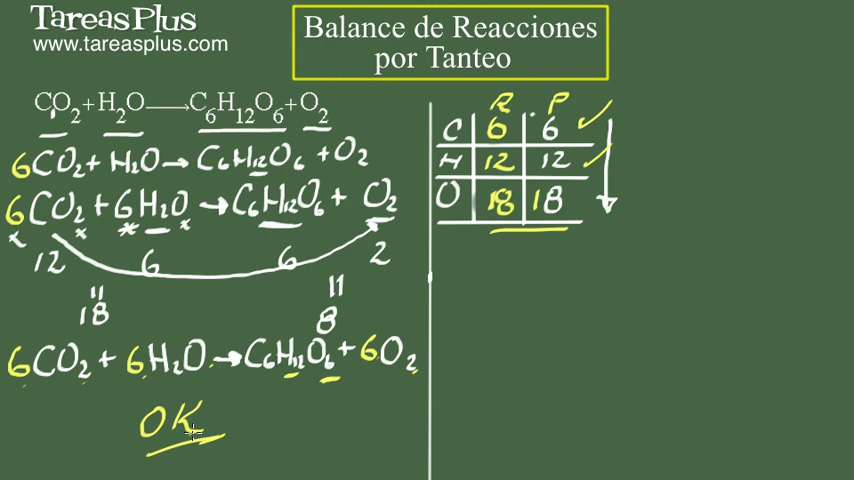 TareasPlus
www.tareasplus.com
Balance de Reacciones
por Tanteo
CO2+H2O→C6H12O6+O2
6CO2+H2O→C6H12O6+O2
6CO2+6H2O→C6H12O6+O2
12 6 6 2
18
8
6CO2+6H2O→C6H12O6+6O2
OK
R P
C 6 6
H 12 12
O 18 18